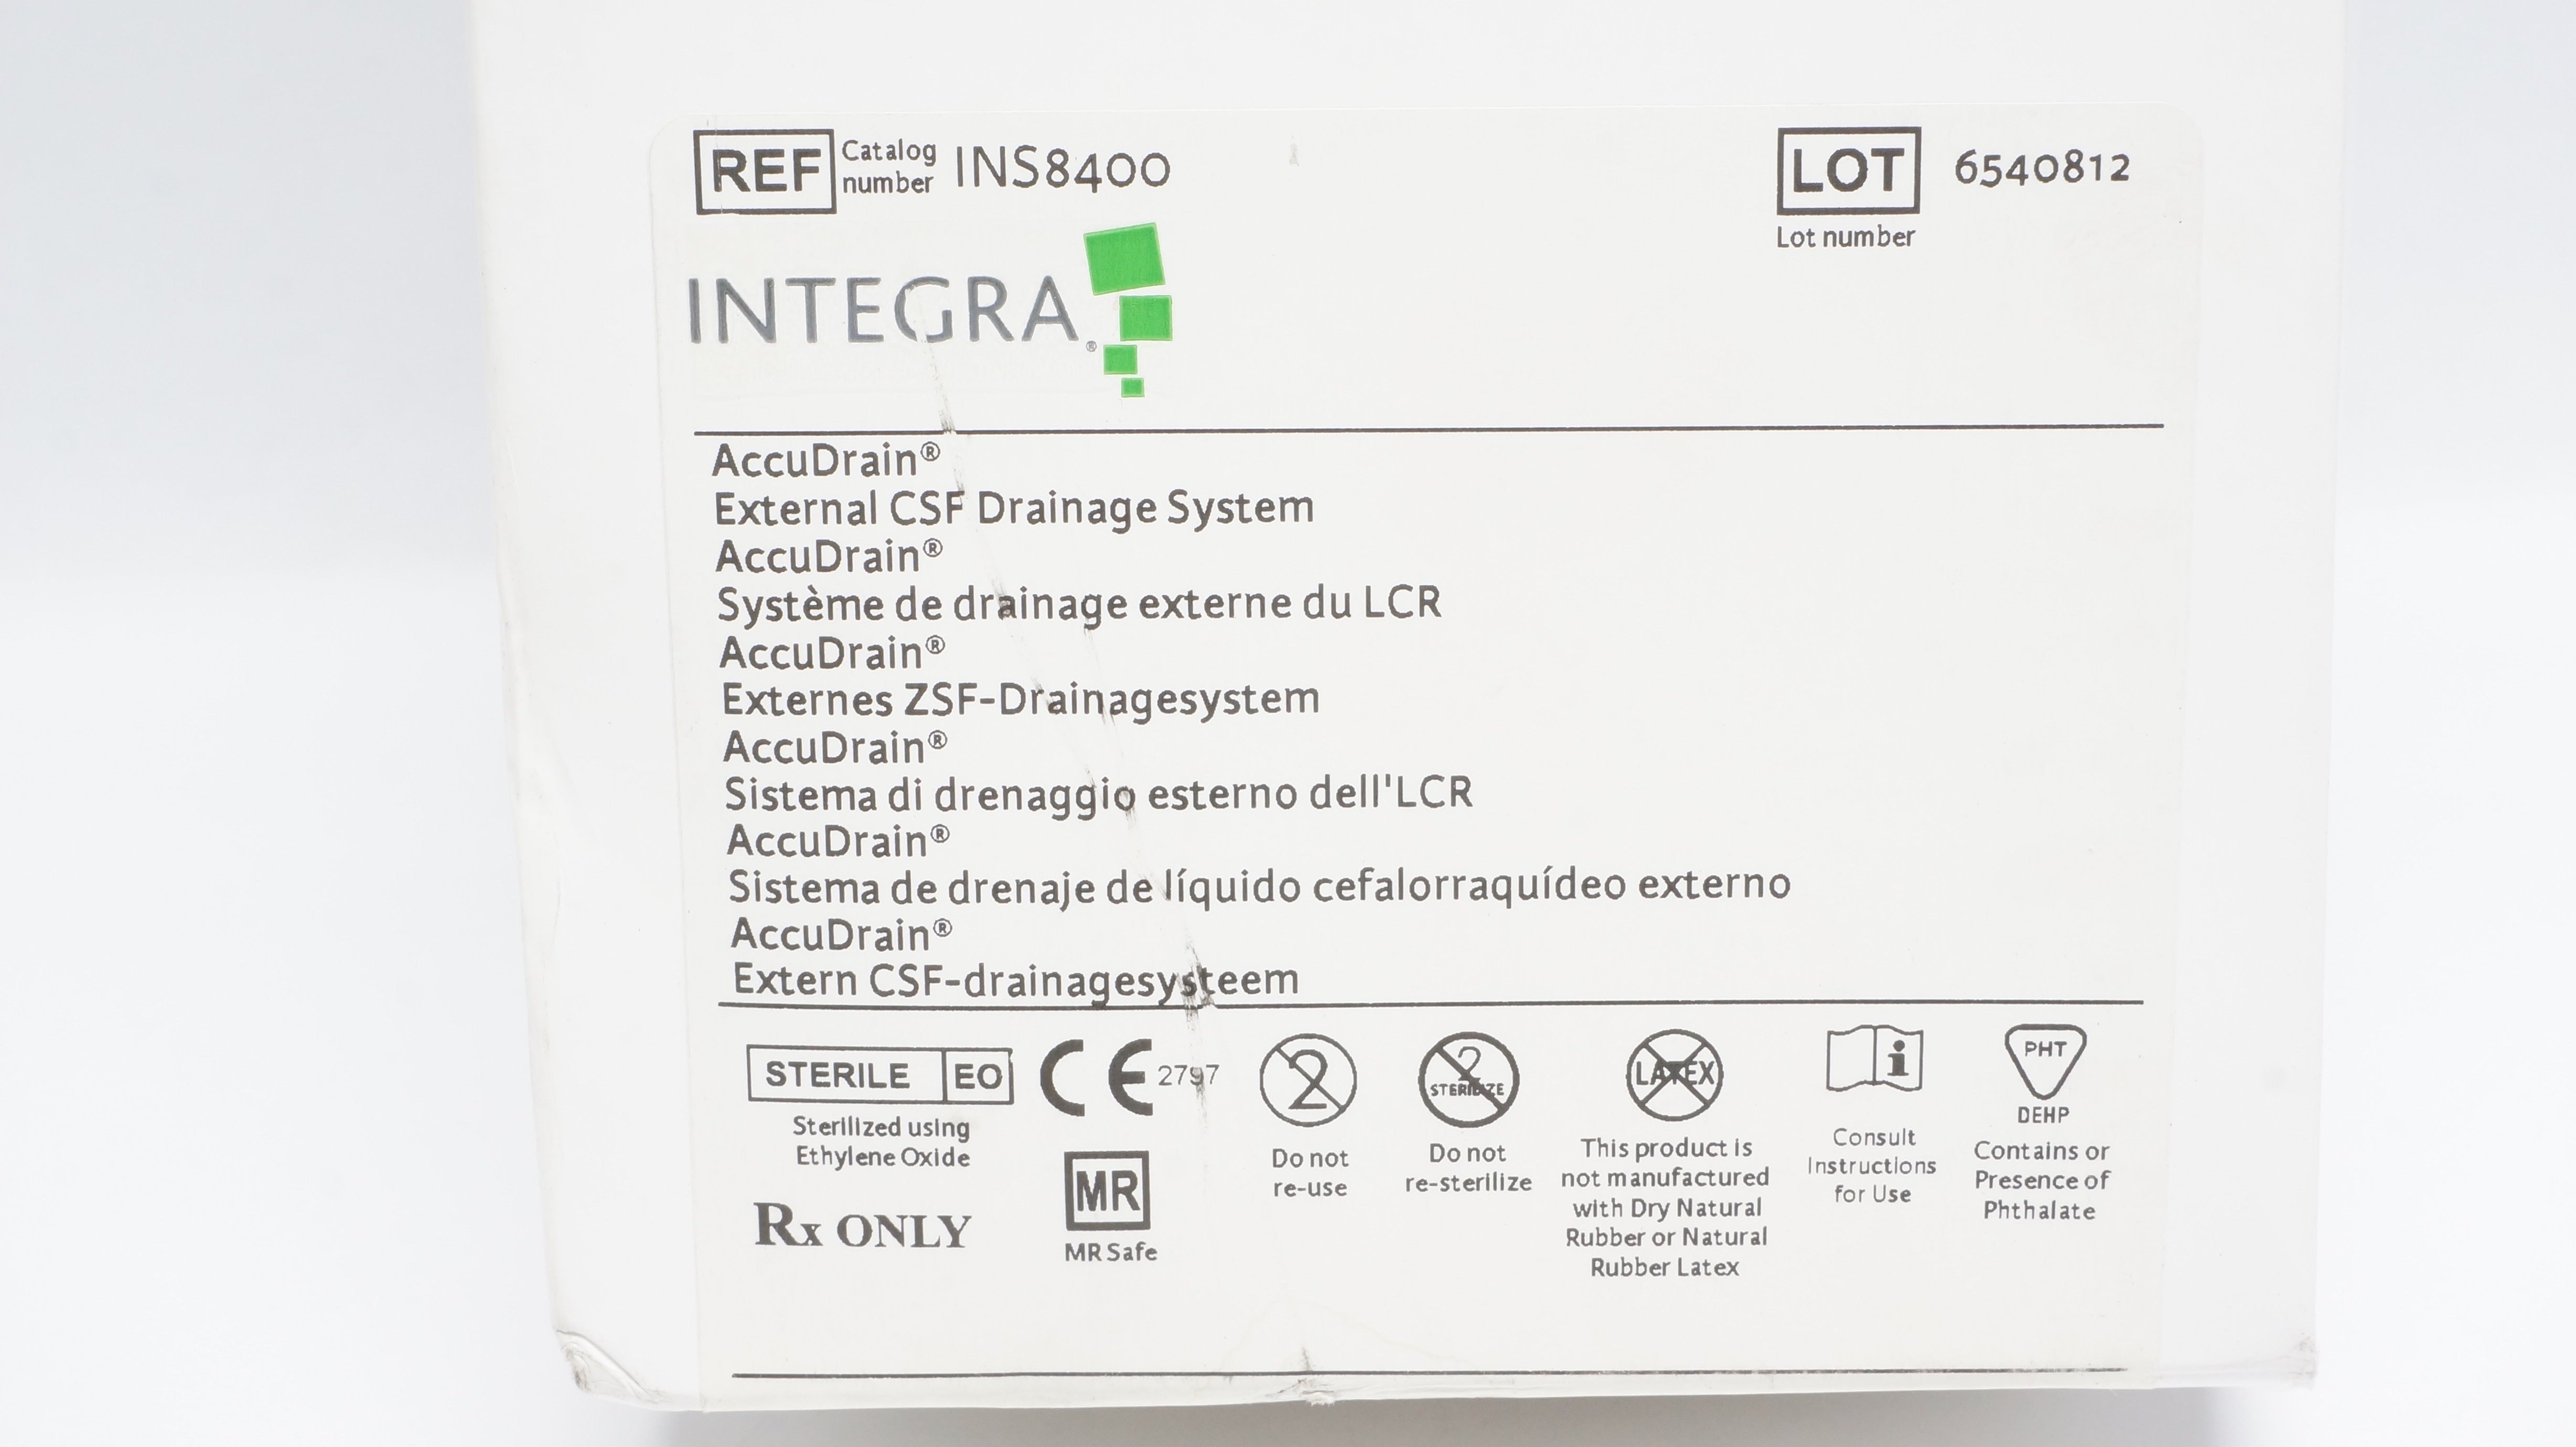 REF Catalog number INS8400
LOT 6540812
Lot number
INTEGRA®
AccuDrain®
External CSF Drainage System
AccuDrain®
Système de drainage externe du LCR
AccuDrain®
Externes ZSF-Drainagesystem
AccuDrain®
Sistema di drenaggio esterno dell'LCR
AccuDrain®
Sistema de drenaje de líquido cefalorraquídeo externo
AccuDrain®
Extern CSF-drainagesysteem
STERILE EO
Sterilized using
Ethylene Oxide
Rx ONLY
CE 2797
MR
MR Safe
2
Do not
re-use
2
STERILIZE
Do not
re-sterilize
LATEX
This product is
not manufactured
with Dry Natural
Rubber or Natural
Rubber Latex
i
Consult
Instructions
for Use
PHT
DEHP
Contains or
Presence of
Phthalate